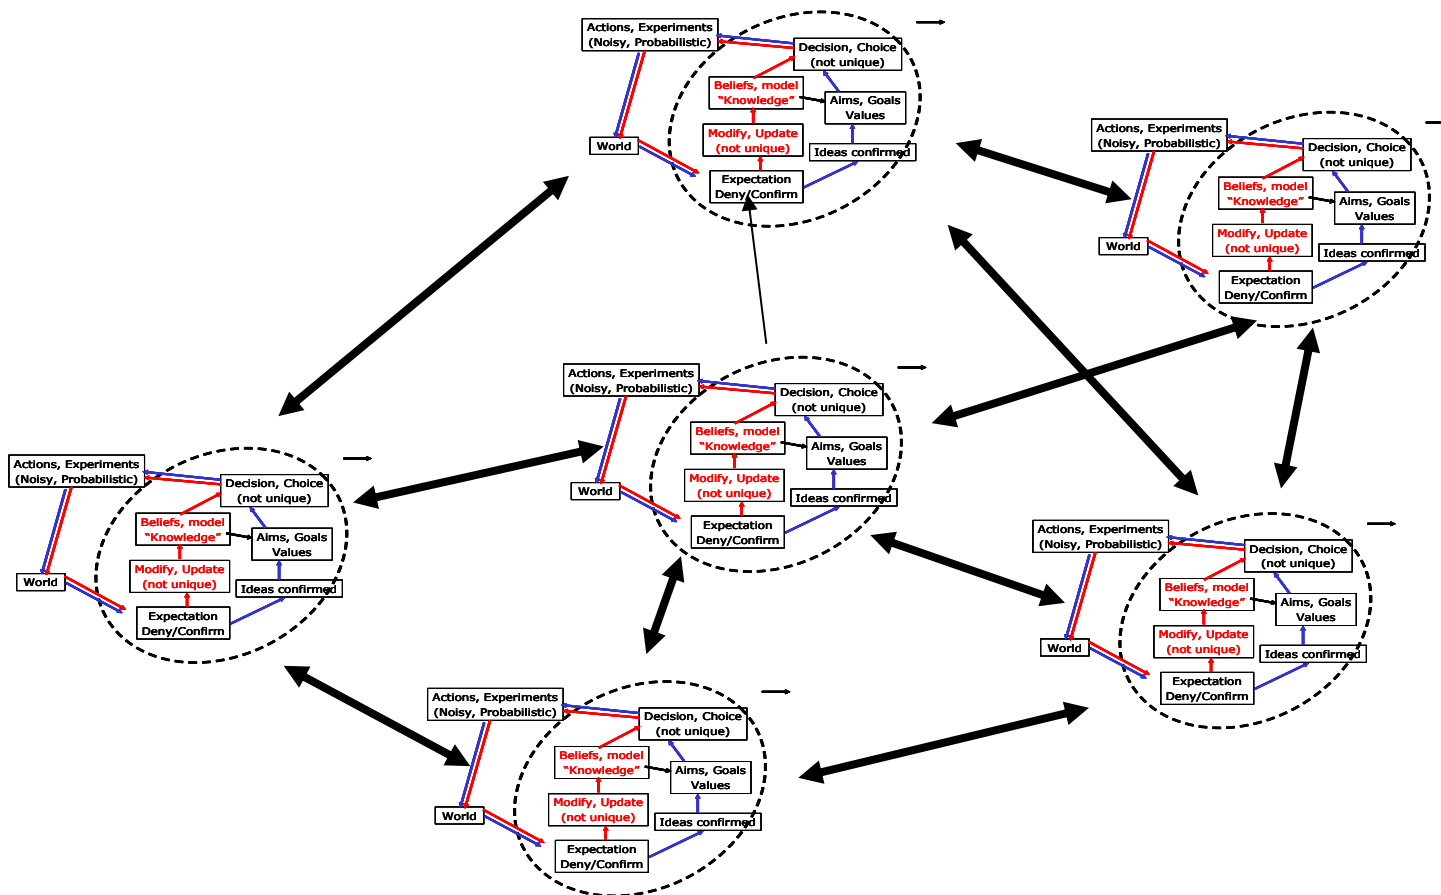 Actions, Experiments
(Noisy, Probabilistic)
Decision, Choice
(not unique)
Beliefs, model
“Knowledge”
Aims, Goals
Values
Modify, Update
(not unique)
World
Ideas confirmed
Expectation
Deny/Confirm
Actions, Experiments
(Noisy, Probabilistic)
Decision, Choice
(not unique)
Beliefs, model
“Knowledge”
Aims, Goals
Values
Modify, Update
(not unique)
World
Ideas confirmed
Expectation
Deny/Confirm
Actions, Experiments
(Noisy, Probabilistic)
Decision, Choice
(not unique)
Beliefs, model
“Knowledge”
Aims, Goals
Values
Modify, Update
(not unique)
World
Ideas confirmed
Expectation
Deny/Confirm
Actions, Experiments
(Noisy, Probabilistic)
Decision, Choice
(not unique)
Beliefs, model
“Knowledge”
Aims, Goals
Values
Modify, Update
(not unique)
World
Ideas confirmed
Expectation
Deny/Confirm
Actions, Experiments
(Noisy, Probabilistic)
Decision, Choice
(not unique)
Beliefs, model
“Knowledge”
Aims, Goals
Values
Modify, Update
(not unique)
World
Ideas confirmed
Expectation
Deny/Confirm
Actions, Experiments
(Noisy, Probabilistic)
Decision, Choice
(not unique)
Beliefs, model
“Knowledge”
Aims, Goals
Values
Modify, Update
(not unique)
World
Ideas confirmed
Expectation
Deny/Confirm